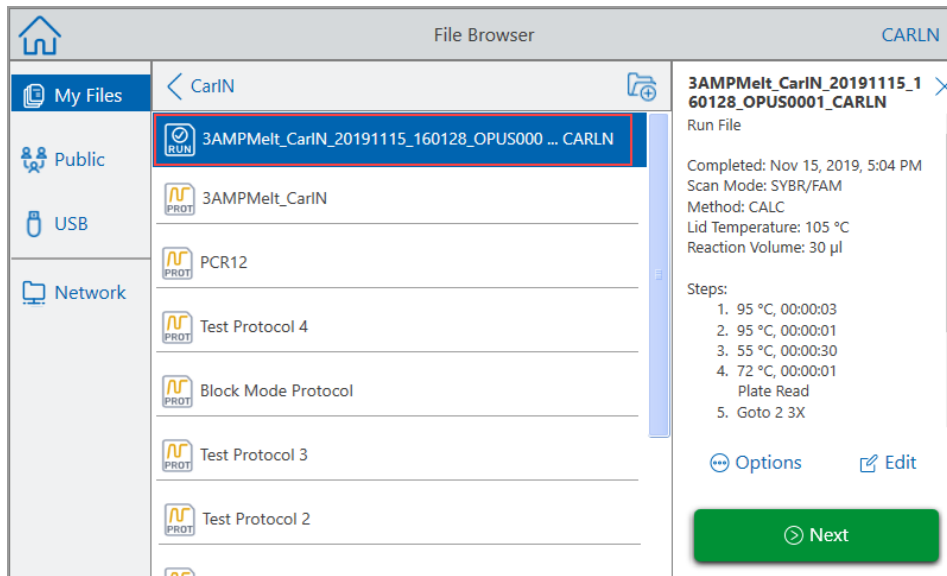 File Browser
CARLN
My Files
Public
USB
Network
CarlN
RUN
3AMPMelt_CarlN_20191115_160128_OPUS000 ... CARLN
PROT
3AMPMelt_CarlN
PROT
PCR12
PROT
Test Protocol 4
PROT
Block Mode Protocol
PROT
Test Protocol 3
PROT
Test Protocol 2
3AMPMelt_CarlN_20191115_1
60128_OPUS0001_CARLN
Run File
Completed: Nov 15, 2019, 5:04 PM
Scan Mode: SYBR/FAM
Method: CALC
Lid Temperature: 105 °C
Reaction Volume: 30 µl
Steps:
1. 95 °C, 00:00:03
2. 95 °C, 00:00:01
3. 55 °C, 00:00:30
4. 72 °C, 00:00:01
Plate Read
5. Goto 2 3X
Options
Edit
Next